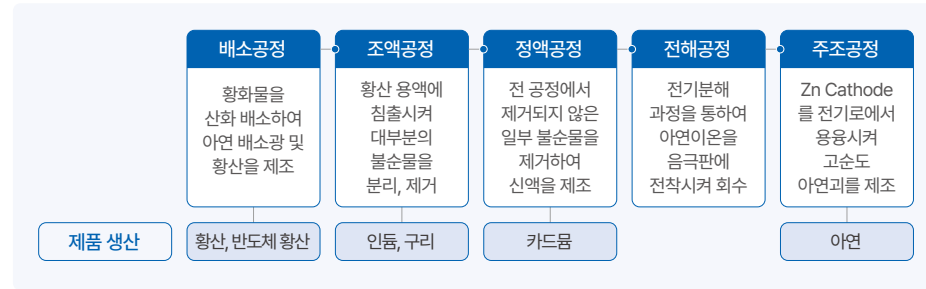 배소공정
황화물을
산화 배소하여
아연 배소광 및
황산을 제조
조액공정
황산 용액에
침출시켜
대부분의
불순물을
분리, 제거
정액공정
전 공정에서
제거되지 않은
일부 불순물을
제거하여
신액을 제조
전해공정
전기분해
과정을 통하여
아연이온을
음극판에
전착시켜 회수
주조공정
Zn Cathode
를 전기로에서
용융시켜
고순도
아연괴를 제조
제품 생산
황산, 반도체 황산
인듐, 구리
카드뮴
아연